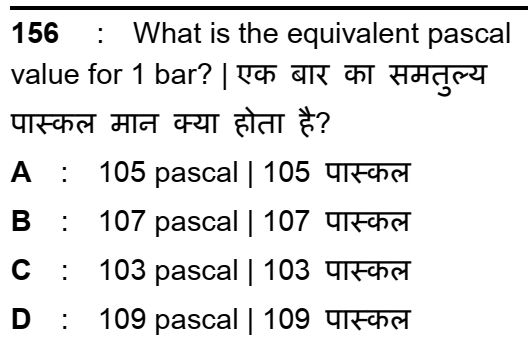 156 : What is the equivalent pascal
value for 1 bar? | एक बार का समतुल्य
पास्कल मान क्या होता है?
A : 105 pascal | 105 पास्कल
B : 107 pascal | 107 पास्कल
C : 103 pascal | 103 पास्कल
D : 109 pascal | 109 पास्कल